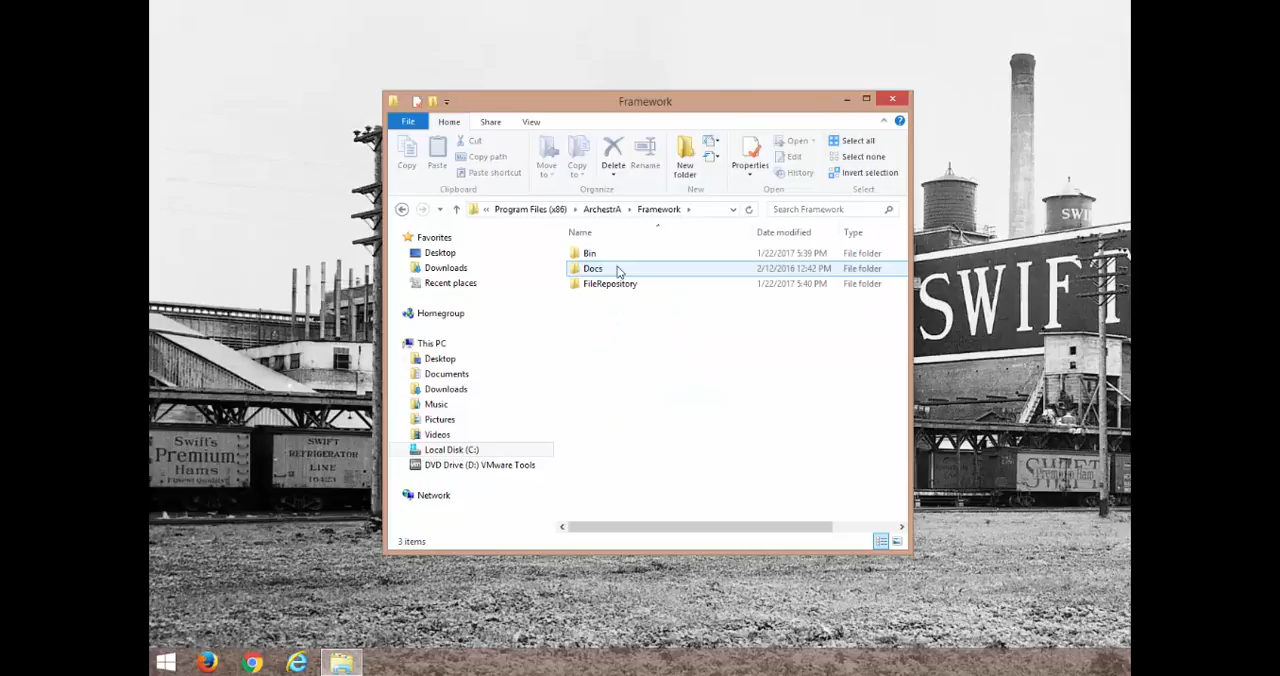 Framework
File Home Share View
Copy
Paste
Cut
Copy path
Paste shortcut
Clipboard
Move to
Copy to
Delete
Rename
Organize
New folder
New
Properties
Open
Edit
History
Open
Select all
Select none
Invert selection
Select
« Program Files (x86) ArchestrA Framework
Search Framework
Favorites
Desktop
Downloads
Recent places
Homegroup
This PC
Desktop
Documents
Downloads
Music
Pictures
Videos
Local Disk (C:)
DVD Drive (D:) VMware Tools
Network
Name Date modified Type
Bin 1/22/2017 5:39 PM File folder
Docs 2/12/2016 12:42 PM File folder
FileRepository 1/22/2017 5:40 PM File folder
3 items
SWIFT
SWI
Swift's
Premium
Hams
SWIFT
REFRIGERATOR
LINE